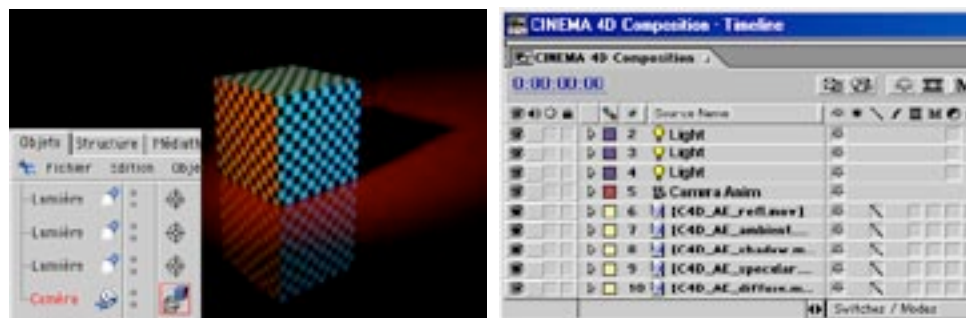 Objets Structure Médiath
Fichier Edition Obje
Lumière
Lumière
Lumière
Caméra
CINEMA 4D Composition - Timeline
CINEMA 4D Composition
0:00:00:00
# Source Name
2 Light
3 Light
4 Light
5 Camera Anim
6 [C4D_AE_refl.mov]
7 [C4D_AE_ambient...
8 [C4D_AE_shadow.m...
9 [C4D_AE_specular...
10 [C4D_AE_diffuse.m...
Switches / Modes